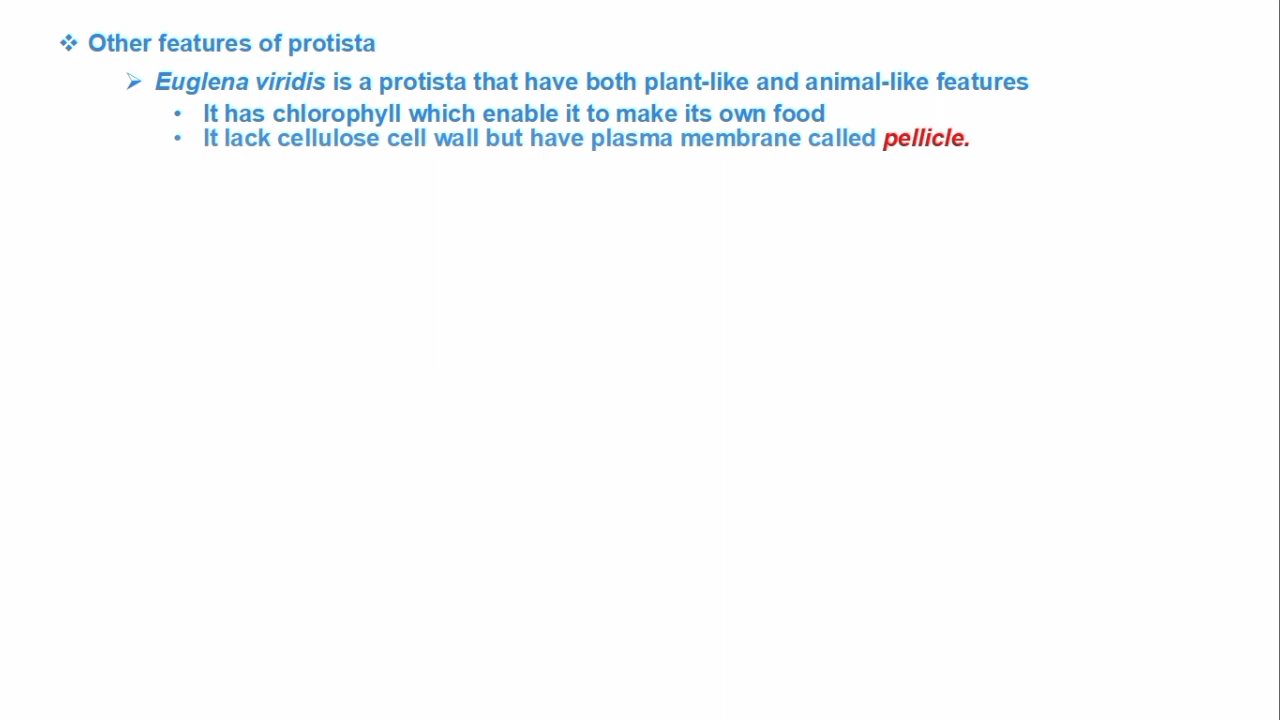 ❖ Other features of protista
➢ Euglena viridis is a protista that have both plant-like and animal-like features
• It has chlorophyll which enable it to make its own food
• It lack cellulose cell wall but have plasma membrane called pellicle.